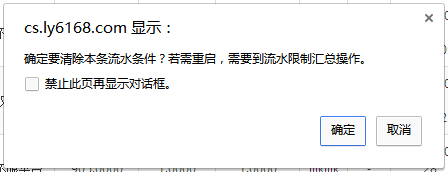 cs.ly6168.com 显示：
确定要清除本条流水条件？若需重启，需要到流水限制汇总操作。
禁止此页再显示对话框。
确定
取消